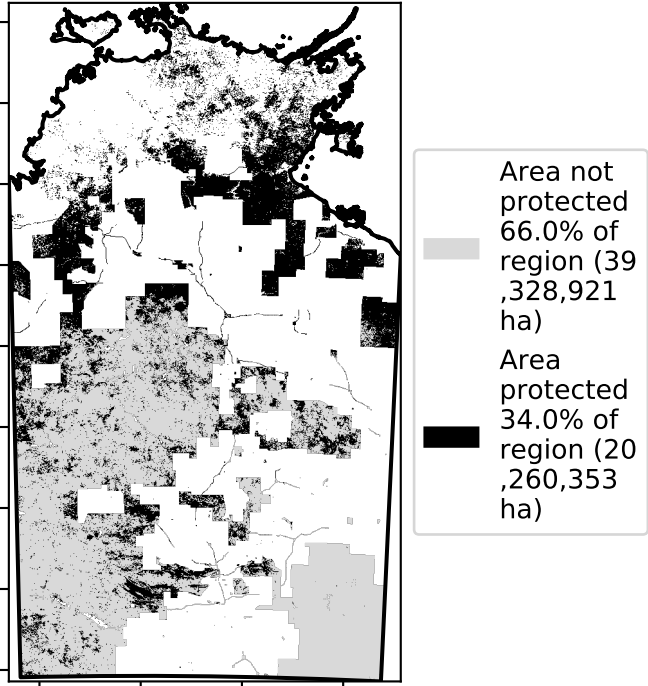 Area not
protected
66.0% of
region (39
,328,921
ha)
Area
protected
34.0% of
region (20
,260,353
ha)